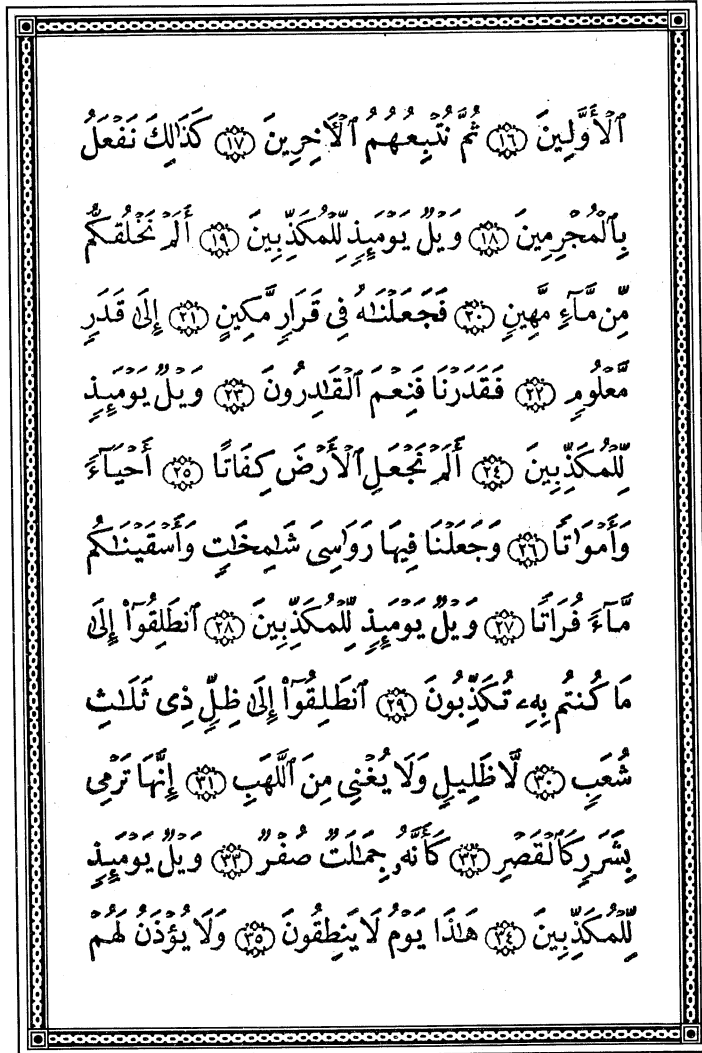 ٱلْأَوَّلِينَ ١٦ ثُمَّ نُتْبِعُهُمُ ٱلْأَخِرِينَ ١٧ كَذَٰلِكَ نَفْعَلُ
بِٱلْمُجْرِمِينَ ١٨ وَيْلٌ يَوْمَئِذٍ لِّلْمُكَذِّبِينَ ١٩ أَلَمْ نَخْلُقكُّم
مِّن مَّآءٍ مَّهِينٍ ٢٠ فَجَعَلْنَٰهُ فِى قَرَارٍ مَّكِينٍ ٢١ إِلَىٰ قَدَرٍ
مَّعْلُومٍ ٢٢ فَقَدَرْنَا فَنِعْمَ ٱلْقَٰدِرُونَ ٢٣ وَيْلٌ يَوْمَئِذٍ
لِّلْمُكَذِّبِينَ ٢٤ أَلَمْ نَجْعَلِ ٱلْأَرْضَ كِفَاتًا ٢٥ أَحْيَآءً
وَأَمْوَٰتًا ٢٦ وَجَعَلْنَا فِيهَا رَوَٰسِىَ شَٰمِخَٰتٍ وَأَسْقَيْنَٰكُم
مَّآءً فُرَاتًا ٢٧ وَيْلٌ يَوْمَئِذٍ لِّلْمُكَذِّبِينَ ٢٨ ٱنطَلِقُوٓا۟ إِلَىٰ
مَا كُنتُم بِهِۦ تُكَذِّبُونَ ٢٩ ٱنطَلِقُوٓا۟ إِلَىٰ ظِلٍّ ذِى ثَلَٰثِ
شُعَبٍ ٣٠ لَّا ظَلِيلٍ وَلَا يُغْنِى مِنَ ٱللَّهَبِ ٣١ إِنَّهَا تَرْمِى
بِشَرَرٍ كَٱلْقَصْرِ ٣٢ كَأَنَّهُۥ جِمَٰلَتٌ صُفْرٌ ٣٣ وَيْلٌ يَوْمَئِذٍ
لِّلْمُكَذِّبِينَ ٣٤ هَٰذَا يَوْمُ لَا يَنطِقُونَ ٣٥ وَلَا يُؤْذَنُ لَهُمْ